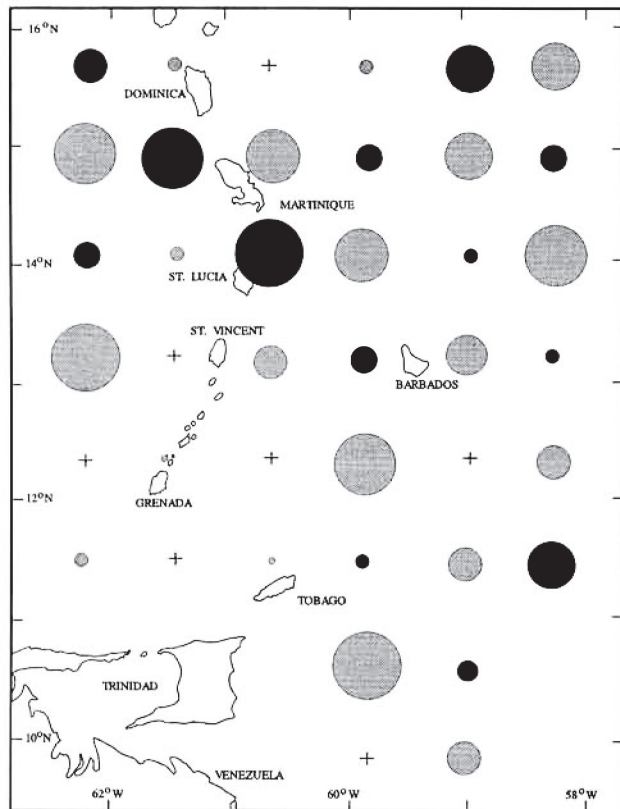 16°N
DOMINICA
MARTINIQUE
14°N
ST. LUCIA
ST. VINCENT
BARBADOS
12°N
GRENADA
TOBAGO
TRINIDAD
10°N
VENEZUELA
62°W
60°W
58°W